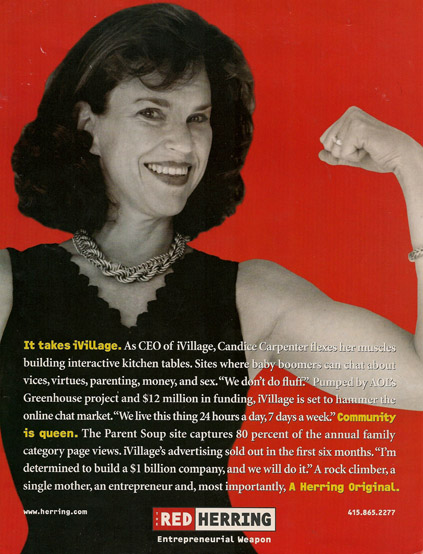 It takes iVillage. As CEO of iVillage, Candice Carpenter flexes her muscles
building interactive kitchen tables. Sites where baby boomers can chat about
vices, virtues, parenting, money, and sex. “We don’t do fluff.” Pumped by AOL’s
Greenhouse project and $12 million in funding, iVillage is set to hammer the
online chat market. “We live this thing 24 hours a day, 7 days a week.” Community
is queen. The Parent Soup site captures 80 percent of the annual family
category page views. iVillage’s advertising sold out in the first six months. “I’m
determined to build a $1 billion company, and we will do it.” A rock climber, a
single mother, an entrepreneur and, most importantly, A Herring Original.
www.herring.com
RED HERRING
415.865.2277
Entrepreneurial Weapon